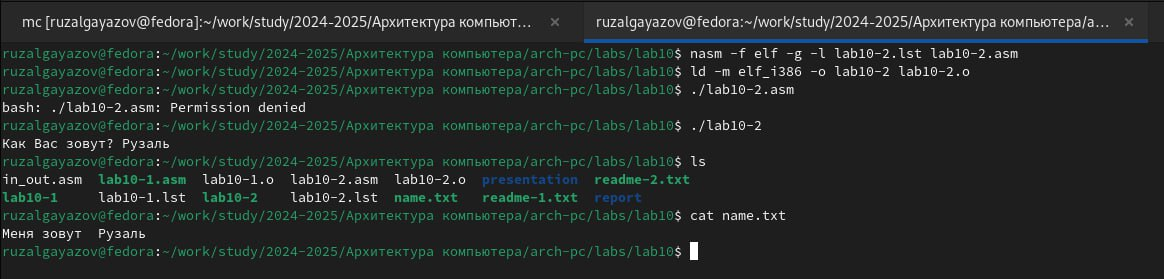 mc [ruzalgayazov@fedora]:~/work/study/2024-2025/Архитектура компьют... ×
ruzalgayazov@fedora:~/work/study/2024-2025/Архитектура компьютера/a... ×
ruzalgayazov@fedora:~/work/study/2024-2025/Архитектура компьютера/arch-pc/labs/lab10$ nasm -f elf -g -l lab10-2.lst lab10-2.asm
ruzalgayazov@fedora:~/work/study/2024-2025/Архитектура компьютера/arch-pc/labs/lab10$ ld -m elf_i386 -o lab10-2 lab10-2.o
ruzalgayazov@fedora:~/work/study/2024-2025/Архитектура компьютера/arch-pc/labs/lab10$ ./lab10-2.asm
bash: ./lab10-2.asm: Permission denied
ruzalgayazov@fedora:~/work/study/2024-2025/Архитектура компьютера/arch-pc/labs/lab10$ ./lab10-2
Как Вас зовут? Рузаль
ruzalgayazov@fedora:~/work/study/2024-2025/Архитектура компьютера/arch-pc/labs/lab10$ ls
in_out.asm  lab10-1.asm  lab10-1.o  lab10-2.asm  lab10-2.o  presentation  readme-2.txt
lab10-1  lab10-1.lst  lab10-2  lab10-2.lst  name.txt  readme-1.txt  report
ruzalgayazov@fedora:~/work/study/2024-2025/Архитектура компьютера/arch-pc/labs/lab10$ cat name.txt
Меня зовут  Рузаль
ruzalgayazov@fedora:~/work/study/2024-2025/Архитектура компьютера/arch-pc/labs/lab10$